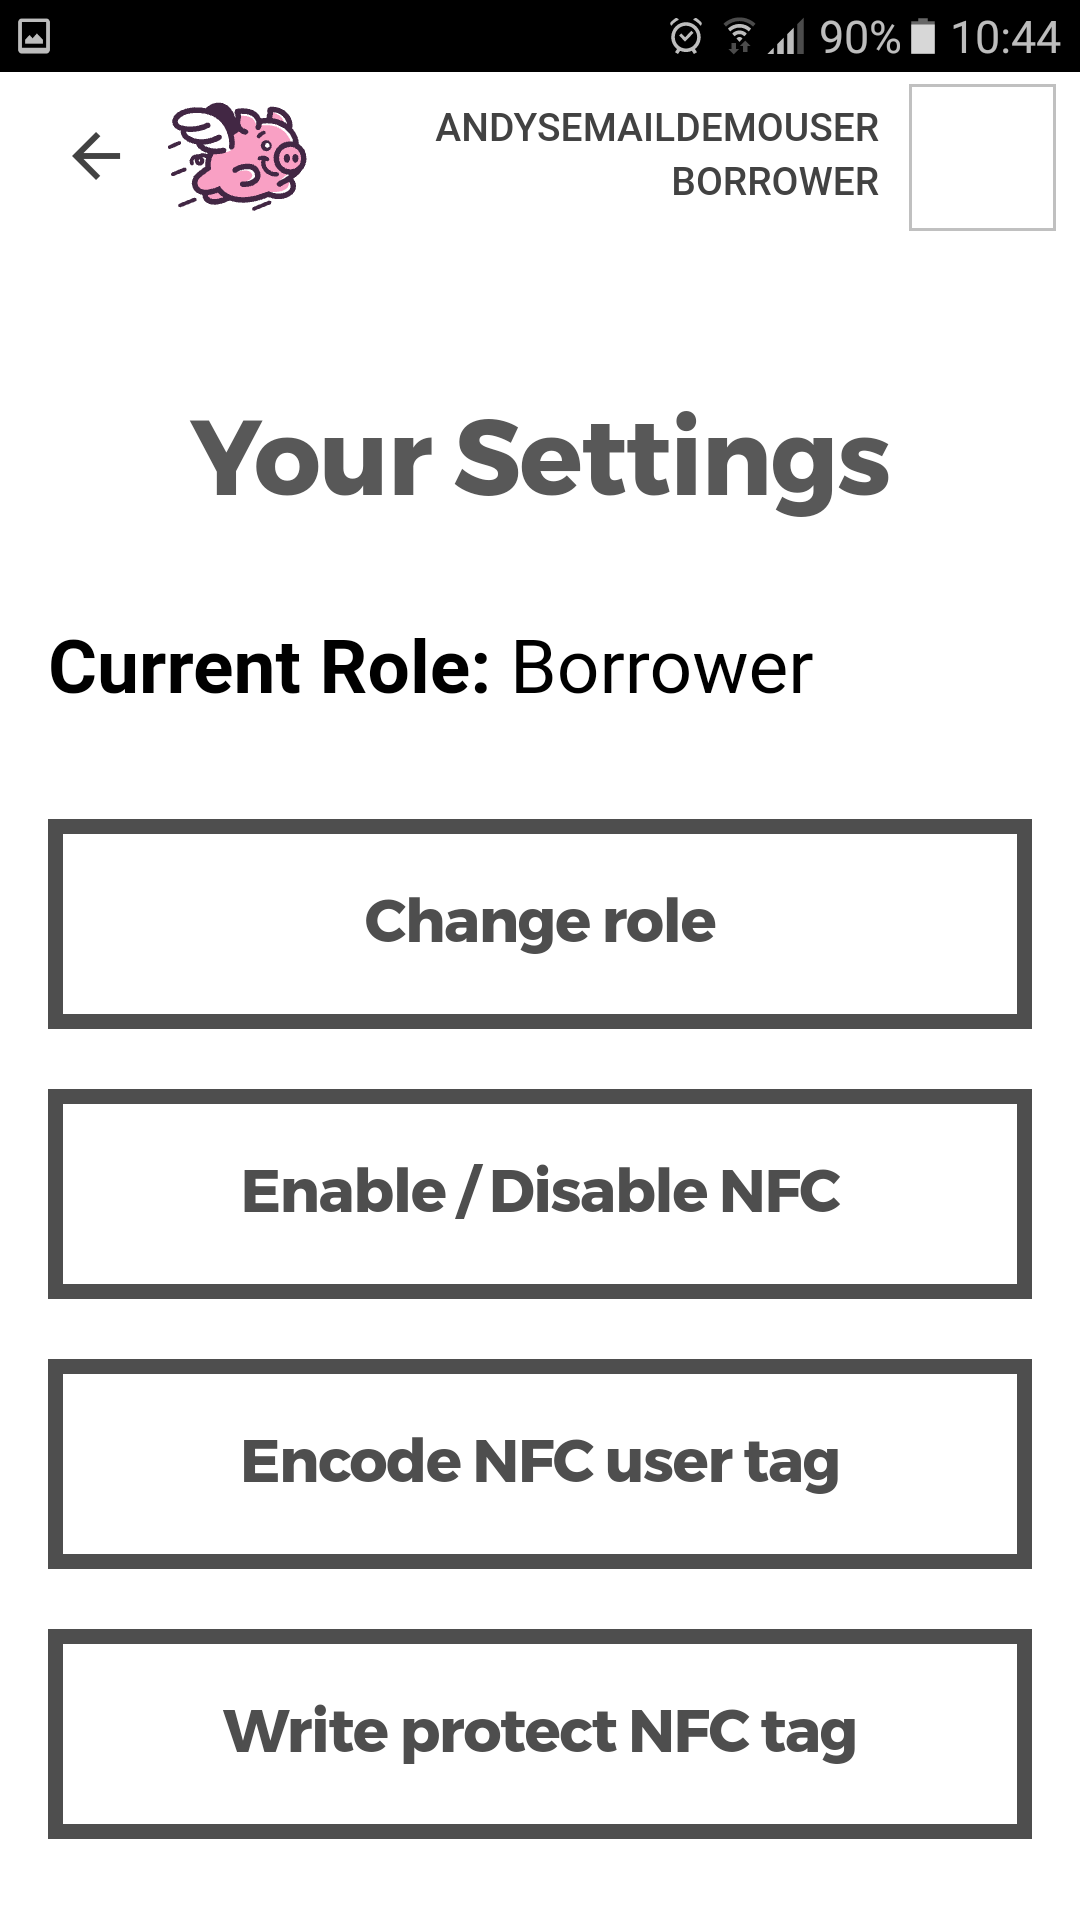 90% 10:44
ANDYSEMAILDEMOUSER
BORROWER
Your Settings
Current Role: Borrower
Change role
Enable / Disable NFC
Encode NFC user tag
Write protect NFC tag